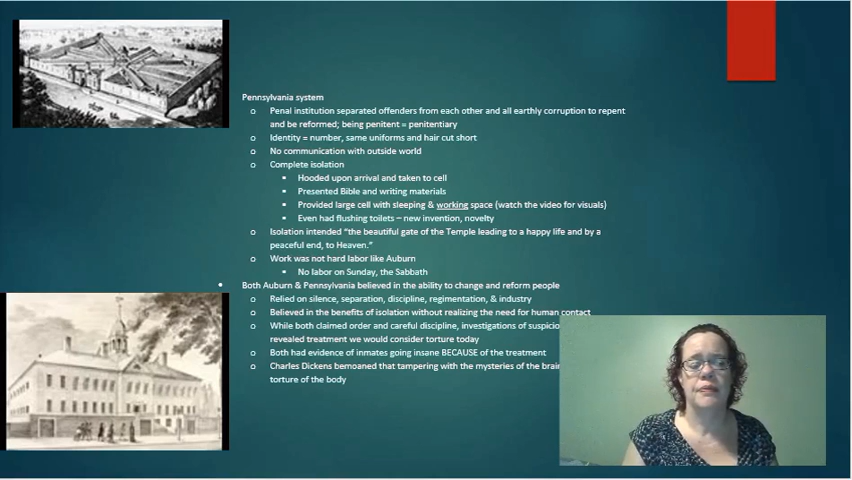 Pennsylvania system
Penal institution separated offenders from each other and all earthly corruption to repent
and be reformed; being penitent = penitentiary
Identity = number, same uniforms and hair cut short
No communication with outside world
Complete isolation
Hooded upon arrival and taken to cell
Presented Bible and writing materials
Provided large cell with sleeping & working space (watch the video for visuals)
Even had flushing toilets – new invention, novelty
Isolation intended “the beautiful gate of the Temple leading to a happy life and by a
peaceful end, to Heaven.”
Work was not hard labor like Auburn
No labor on Sunday, the Sabbath
Both Auburn & Pennsylvania believed in the ability to change and reform people
Relied on silence, separation, discipline, regimentation, & industry
Believed in the benefits of isolation without realizing the need for human contact
While both claimed order and careful discipline, investigations of
revealed treatment we would consider torture today
Both had evidence of inmates going insane BECAUSE of the treatment
Charles Dickens bemoaned that tampering with the mysteries of the brain
torture of the body